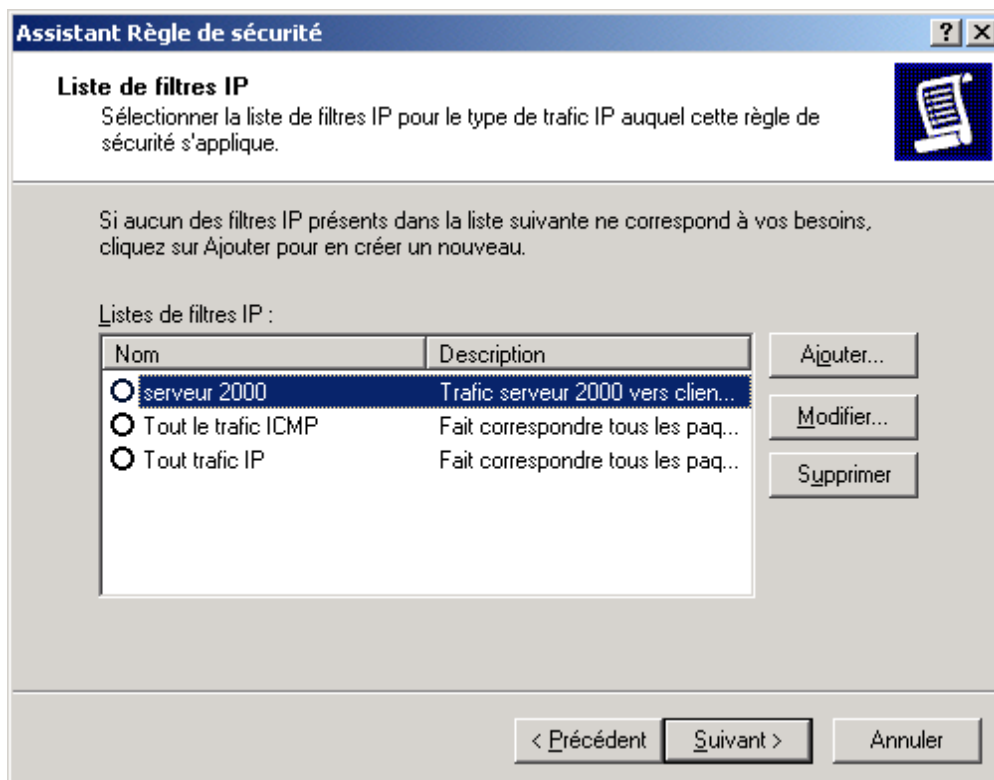 Assistant Règle de sécurité
Liste de filtres IP
Sélectionner la liste de filtres IP pour le type de trafic IP auquel cette règle de
sécurité s'applique.
Si aucun des filtres IP présents dans la liste suivante ne correspond à vos besoins,
cliquez sur Ajouter pour en créer un nouveau.
Listes de filtres IP :
Nom Description
serveur 2000 Trafic serveur 2000 vers clien...
Tout le trafic ICMP Fait correspondre tous les paq...
Tout trafic IP Fait correspondre tous les paq...
Ajouter...
Modifier...
Supprimer
< Précédent Suivant > Annuler